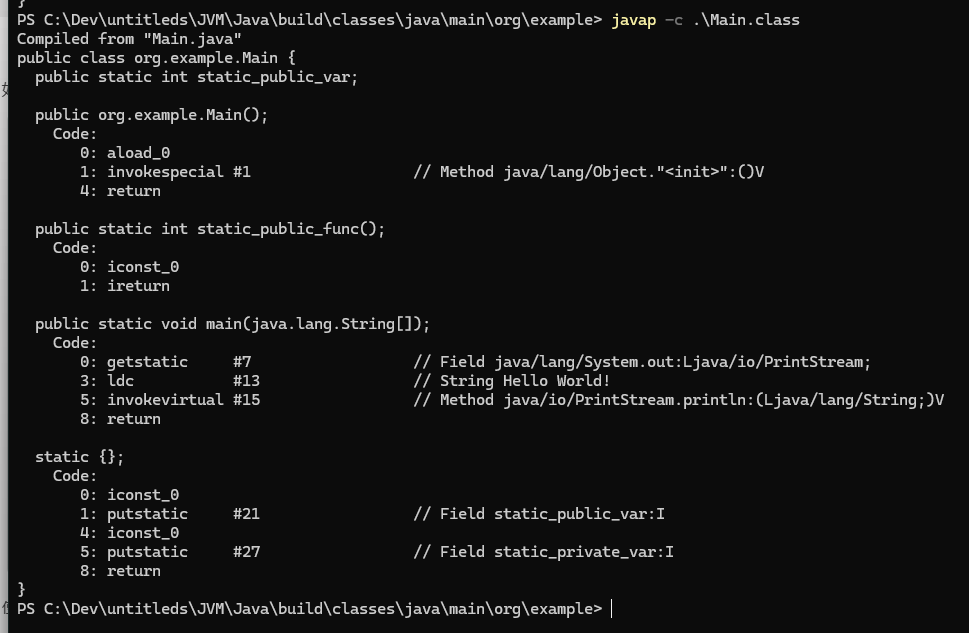 }
PS C:\Dev\untitleds\JVM\Java\build\classes\java\main\org\example> javap -c .\Main.class
Compiled from "Main.java"
public class org.example.Main {
  public static int static_public_var;

  public org.example.Main();
    Code:
       0: aload_0
       1: invokespecial #1                  // Method java/lang/Object."<init>":()V
       4: return

  public static int static_public_func();
    Code:
       0: iconst_0
       1: ireturn

  public static void main(java.lang.String[]);
    Code:
       0: getstatic     #7                  // Field java/lang/System.out:Ljava/io/PrintStream;
       3: ldc           #13                 // String Hello World!
       5: invokevirtual #15                 // Method java/io/PrintStream.println:(Ljava/lang/String;)V
       8: return

  static {};
    Code:
       0: iconst_0
       1: putstatic     #21                 // Field static_public_var:I
       4: iconst_0
       5: putstatic     #27                 // Field static_private_var:I
       8: return
}
PS C:\Dev\untitleds\JVM\Java\build\classes\java\main\org\example>